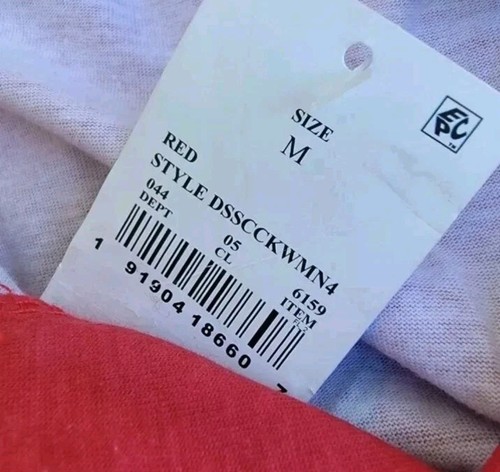 EPC
SIZE
M
RED
STYLE DSSCCKWMN4
044 05 6159
DEPT CL ITEM
1 91904 18660 7